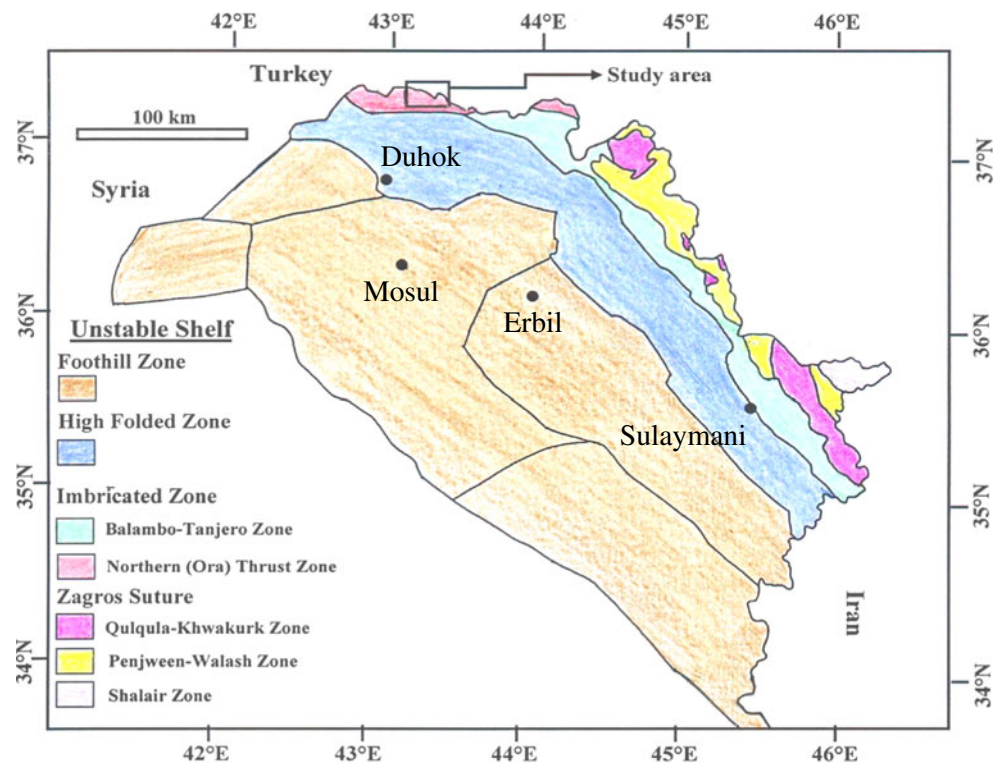 42°E 43°E 44°E 45°E 46°E
Turkey
Study area
100 km
37°N
37°N
Duhok
Syria
Mosul
Erbil
36°N
36°N
Unstable Shelf
Foothill Zone
High Folded Zone
Sulaymani
35°N
35°N
Imbricated Zone
Balambo-Tanjero Zone
Northern (Ora) Thrust Zone
Zagros Suture
Qulqula-Khwakurk Zone
Iran
Penjween-Walash Zone
34°N
34°N
Shalair Zone
42°E 43°E 44°E 45°E 46°E